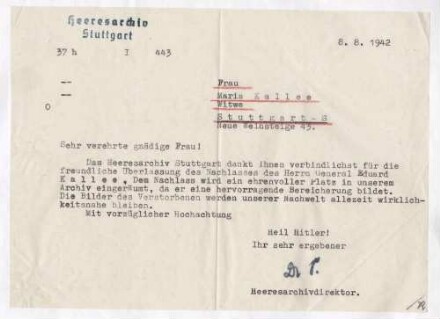 Heeresarchiv
Stuttgart
37 h I 443
8. 8. 1942
--
--
O
Frau
Maria Kallee
Witwe
Stuttgart-S
Neue Weinsteige 43.
Sehr verehrte gnädige Frau!
Das Heeresarchiv Stuttgart dankt Ihnen verbindlichst für die
freundliche Überlassung des Nachlasses des Herrn General Eduard
Kallee. Dem Nachlass wird ein ehrenvoller Platz in unserem
Archiv eingeräumt, da er eine hervorragende Bereicherung bildet.
Die Bilder des Verstorbenen werden unserer Nachwelt allezeit wirklich-
keitsnahe bleiben.
Mit vorzüglicher Hochachtung
Heil Hitler!
Ihr sehr ergebener
Dr
Heeresarchivdirektor.